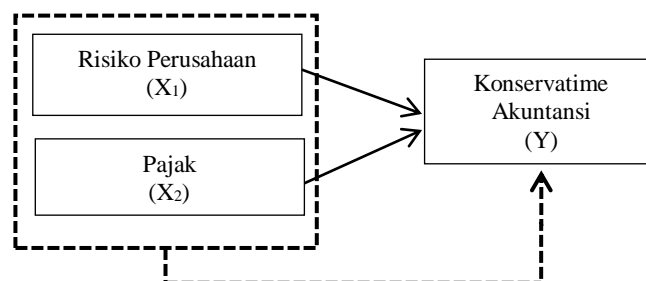 Risiko Perusahaan
(X₁)
Pajak
(X₂)
Konservatime
Akuntansi
(Y)